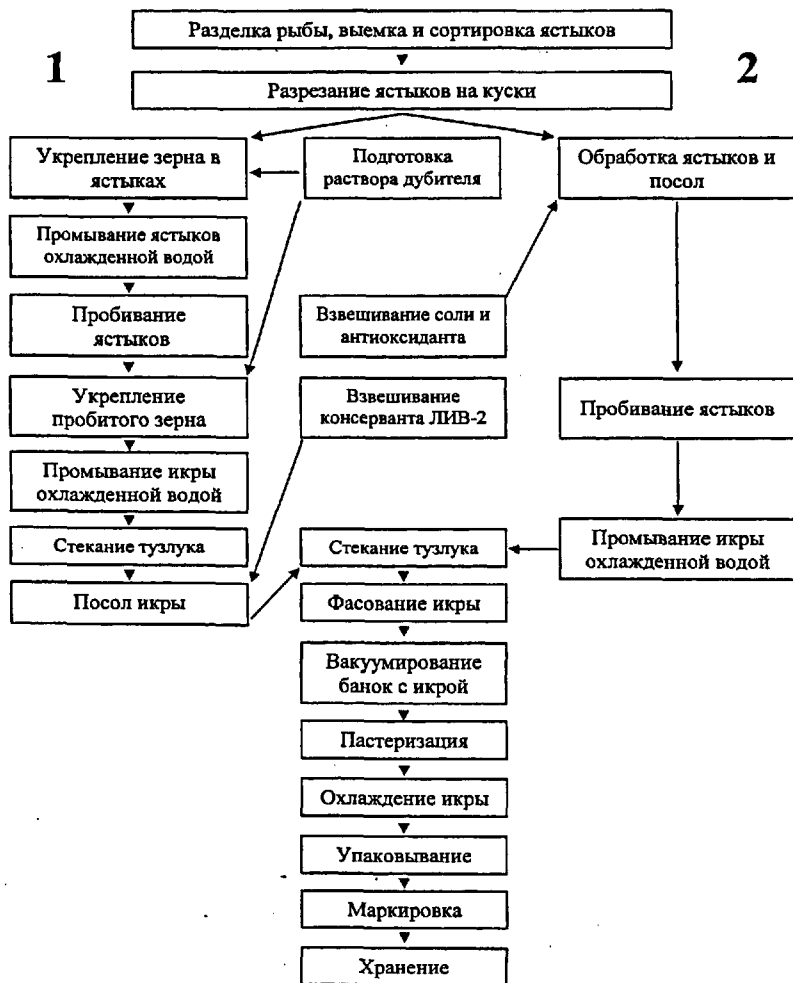 Разделка рыбы, выемка и сортировка ястыков
1
2
Разрезание ястыков на куски
Укрепление зерна в
ястыках
Подготовка
раствора дубителя
Обработка ястыков и
посол
Промывание ястыков
охлажденной водой
Пробивание
ястыков
Взвешивание соли и
антиоксиданта
Укрепление
пробитого зерна
Взвешивание
консерванта ЛИВ-2
Пробивание ястыков
Промывание икры
охлажденной водой
Стекание тузлука
Стекание тузлука
Промывание икры
охлажденной водой
Посол икры
Фасование икры
Вакуумирование
банок с икрой
Пастеризация
Охлаждение икры
Упаковывание
Маркировка
Хранение